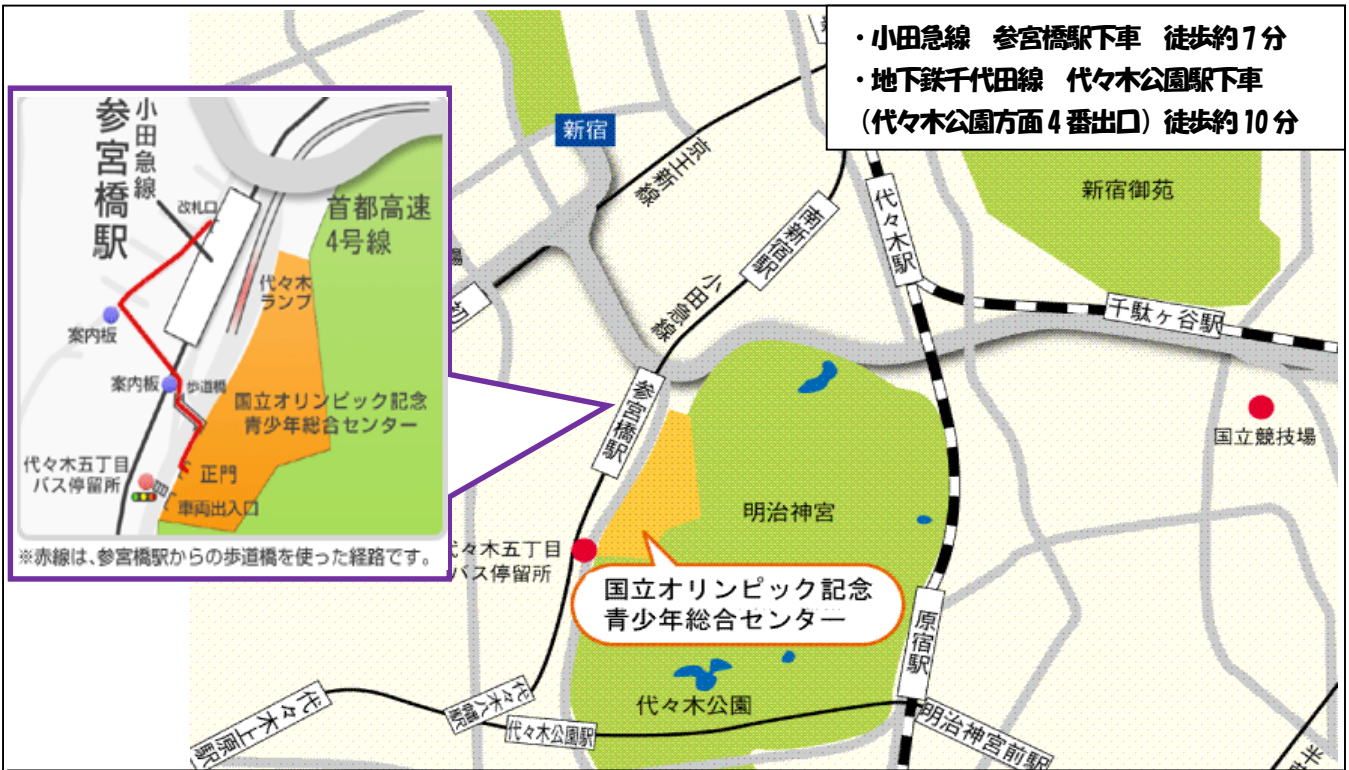 ・小田急線　参宮橋駅下車　徒歩約7分
・地下鉄千代田線　代々木公園駅下車
（代々木公園方面4番出口）徒歩約10分
小田急線
参宮橋駅
改札口
首都高速
4号線
代々木
ランプ
案内板
案内板
歩道橋
国立オリンピック記念
青少年総合センター
代々木五丁目
バス停留所
正門
車両出入口
※赤線は、参宮橋駅からの歩道橋を使った経路です。
新宿
京王新線
南新宿駅
小田急線
代々木駅
新宿御苑
千駄ヶ谷駅
初
参宮橋駅
国立競技場
明治神宮
代々木五丁目
バス停留所
国立オリンピック記念
青少年総合センター
原宿駅
代々木公園
代々木八幡駅
代々木上原駅
代々木公園駅
明治神宮前駅
半